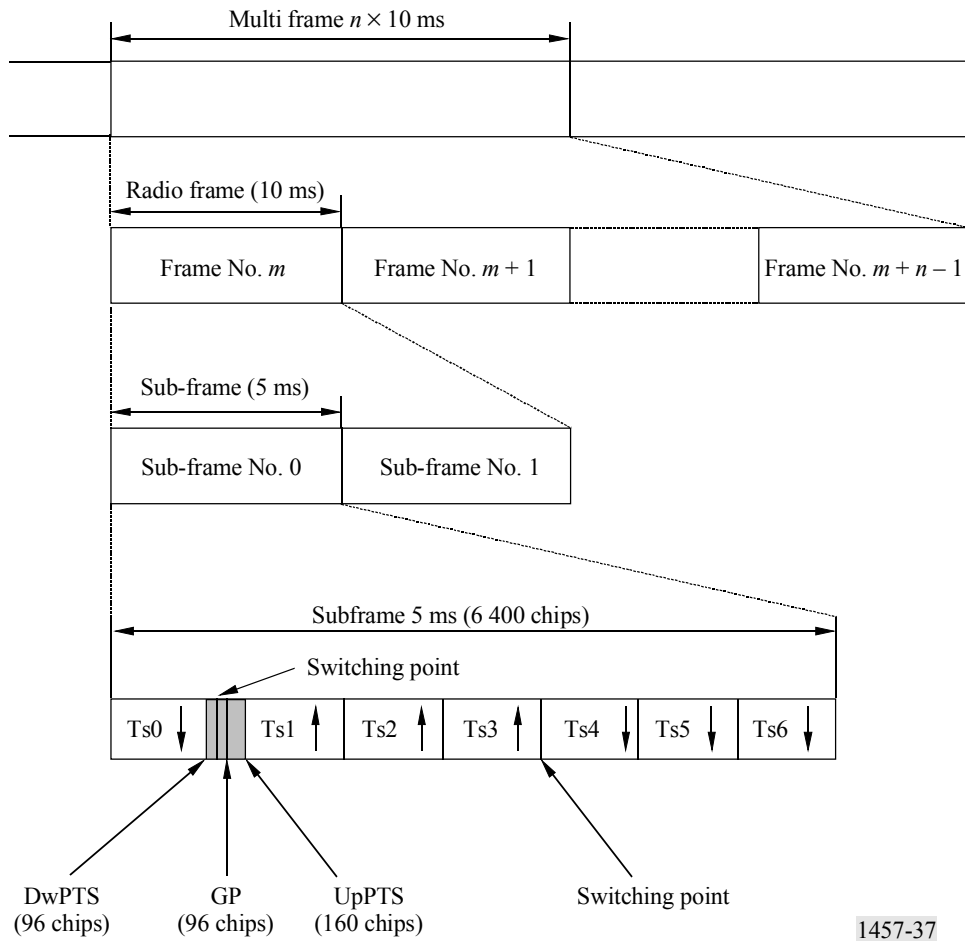 Multi frame n × 10 ms
Radio frame (10 ms)
Frame No. m
Frame No. m + 1
Frame No. m + n – 1
Sub-frame (5 ms)
Sub-frame No. 0
Sub-frame No. 1
Subframe 5 ms (6 400 chips)
Switching point
Ts0
Ts1
Ts2
Ts3
Ts4
Ts5
Ts6
DwPTS
(96 chips)
GP
(96 chips)
UpPTS
(160 chips)
Switching point
1457-37